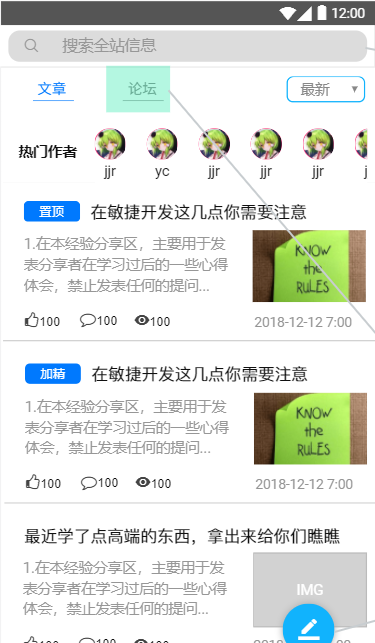 12:00
搜索全站信息
文章 论坛 最新
热门作者
jjr yc jjr jjr jjr
置顶 在敏捷开发这几点你需要注意
1.在本经验分享区，主要用于发
表分享者在学习过后的一些心得
体会，禁止发表任何的提问...
KNOW
the
RULES
100 100 100 2018-12-12 7:00
加精 在敏捷开发这几点你需要注意
1.在本经验分享区，主要用于发
表分享者在学习过后的一些心得
体会，禁止发表任何的提问...
KNOW
the
RULES
100 100 100 2018-12-12 7:00
最近学了点高端的东西，拿出来给你们瞧瞧
1.在本经验分享区，主要用于发
表分享者在学习过后的一些心得
体会，禁止发表任何的提问...
IMG